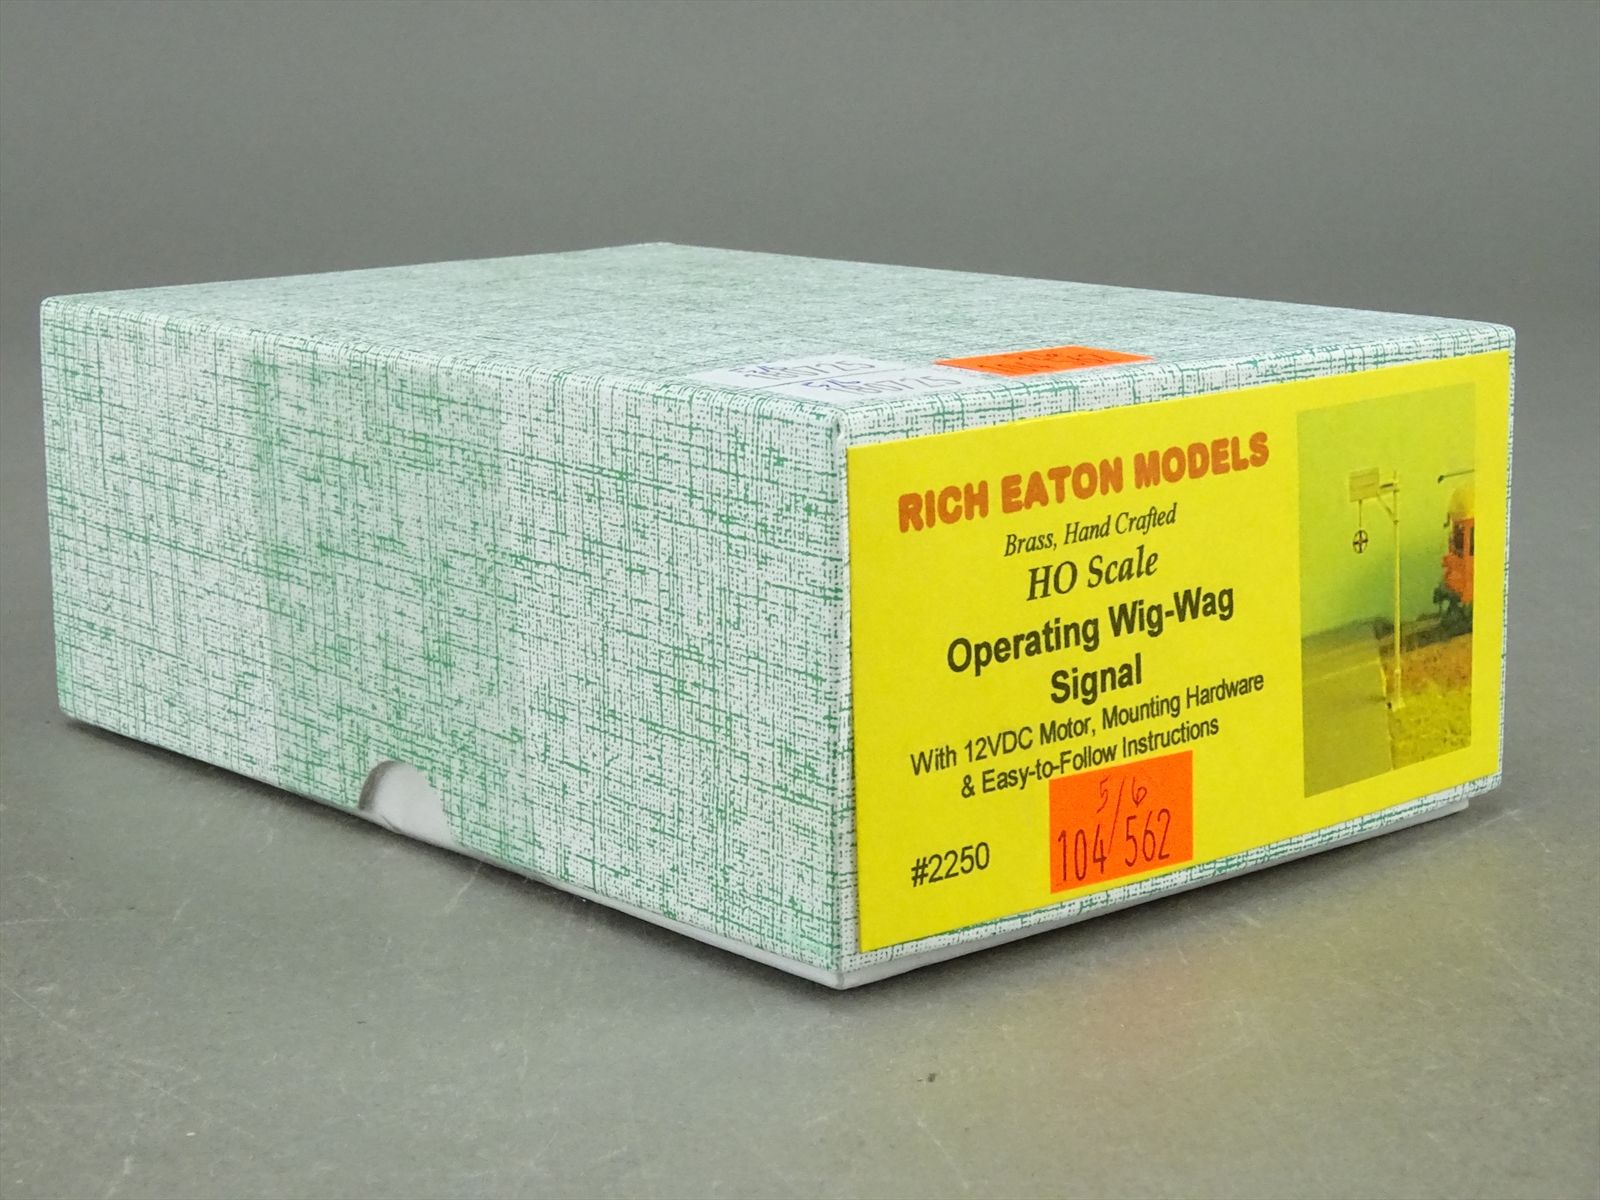 RICH EATON MODELS
Brass, Hand Crafted
HO Scale
Operating Wig-Wag
Signal
With 12VDC Motor, Mounting Hardware
& Easy-to-Follow Instructions
#2250
5/6
104/562